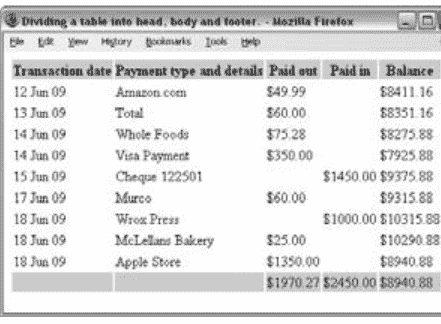 Dividing a table into head, body and footer. - Mozilla Firefox
File Edit View History Bookmarks Tools Help
Transaction date Payment type and details Paid out Paid in Balance
12 Jun 09 Amazon.com $49.99 $8411.16
13 Jun 09 Total $60.00 $8351.16
14 Jun 09 Whole Foods $75.28 $8275.88
14 Jun 09 Visa Payment $350.00 $7925.88
15 Jun 09 Cheque 122501 $1450.00 $9375.88
17 Jun 09 Murco $60.00 $9315.88
18 Jun 09 Wrox Press $1000.00 $10315.88
18 Jun 09 McLellans Bakery $25.00 $10290.88
18 Jun 09 Apple Store $1350.00 $8940.88
$1970.27 $2450.00 $8940.88